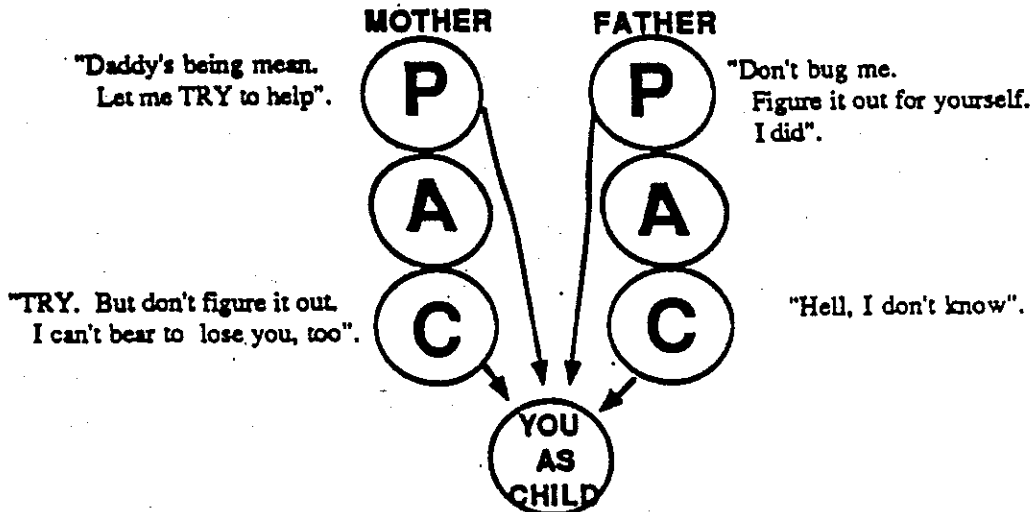 MOTHER
FATHER
"Daddy's being mean.
Let me TRY to help".
P
P
"Don't bug me.
Figure it out for yourself.
I did".
A
A
"TRY. But don't figure it out.
I can't bear to lose you, too".
C
C
"Hell, I don't know".
YOU
AS
CHILD